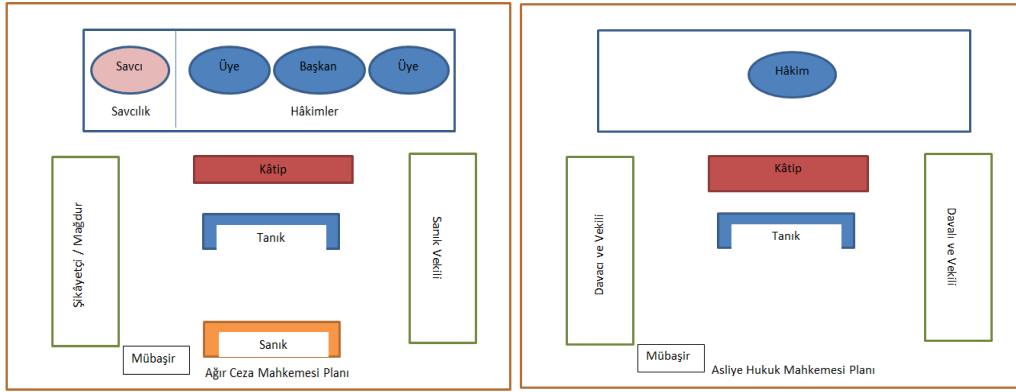 Savcı
Üye
Başkan
Üye
Savcılık
Hâkimler
Kâtip
Şikâyetçi / Mağdur
Tanık
Sanık Vekili
Sanık
Mübaşir
Ağır Ceza Mahkemesi Planı
Hâkim
Kâtip
Davacı ve Vekili
Tanık
Davalı ve Vekili
Mübaşir
Asliye Hukuk Mahkemesi Planı